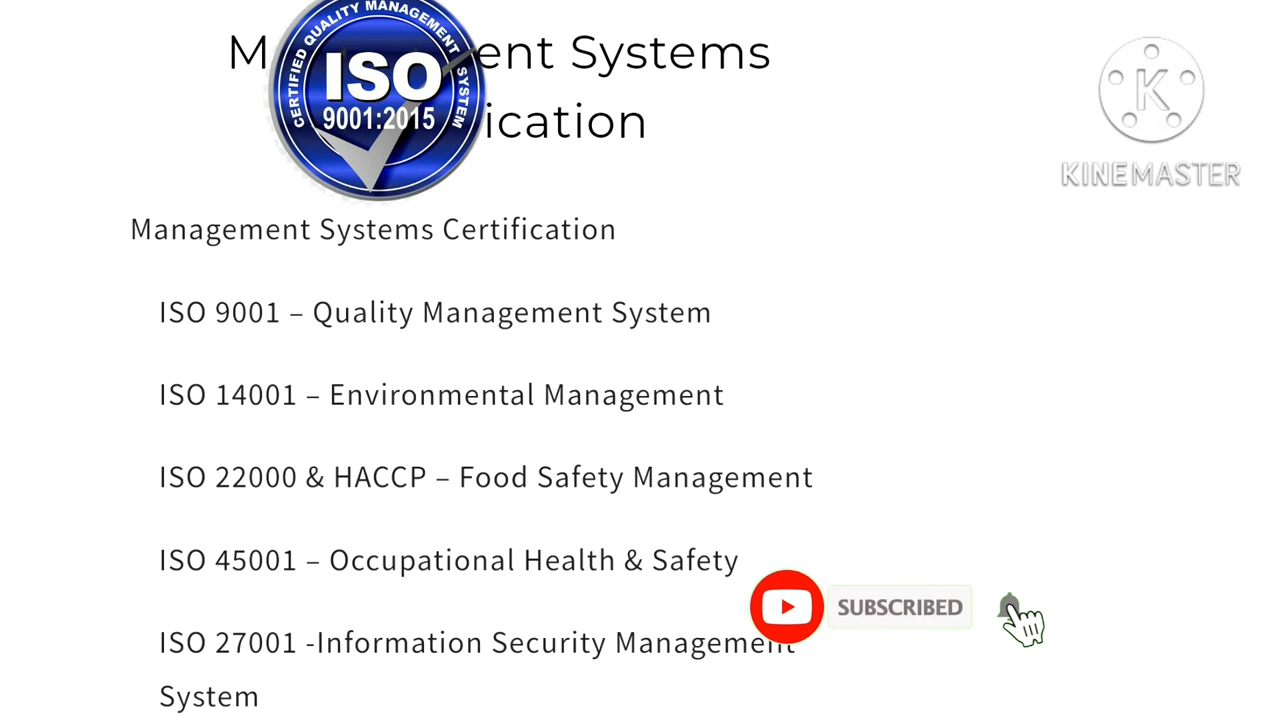 M ent Systems
ication
CERTIFIED QUALITY MANAGEMENT SYSTEM
ISO
9001:2015
K
KINEMASTER
Management Systems Certification
ISO 9001 – Quality Management System
ISO 14001 – Environmental Management
ISO 22000 & HACCP – Food Safety Management
ISO 45001 – Occupational Health & Safety
SUBSCRIBED
ISO 27001 -Information Security Management
System